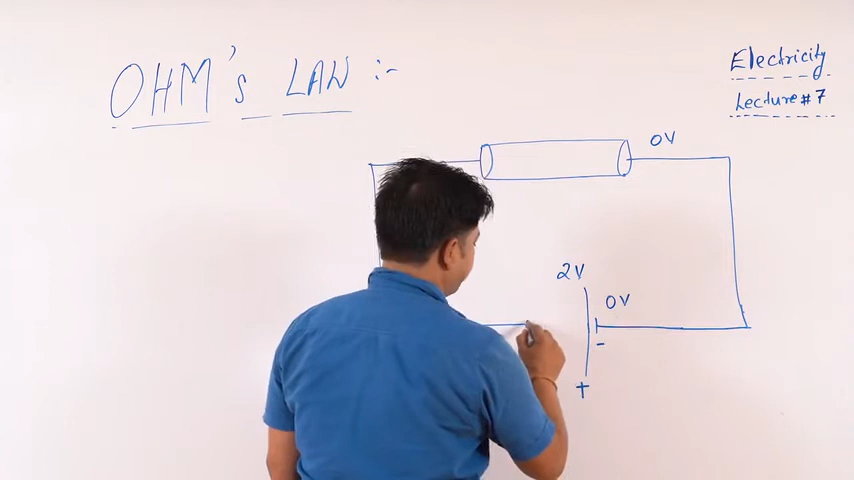 OHM's LAW :-
Electricity
Lecture #7
0V
2V
0V
-
+